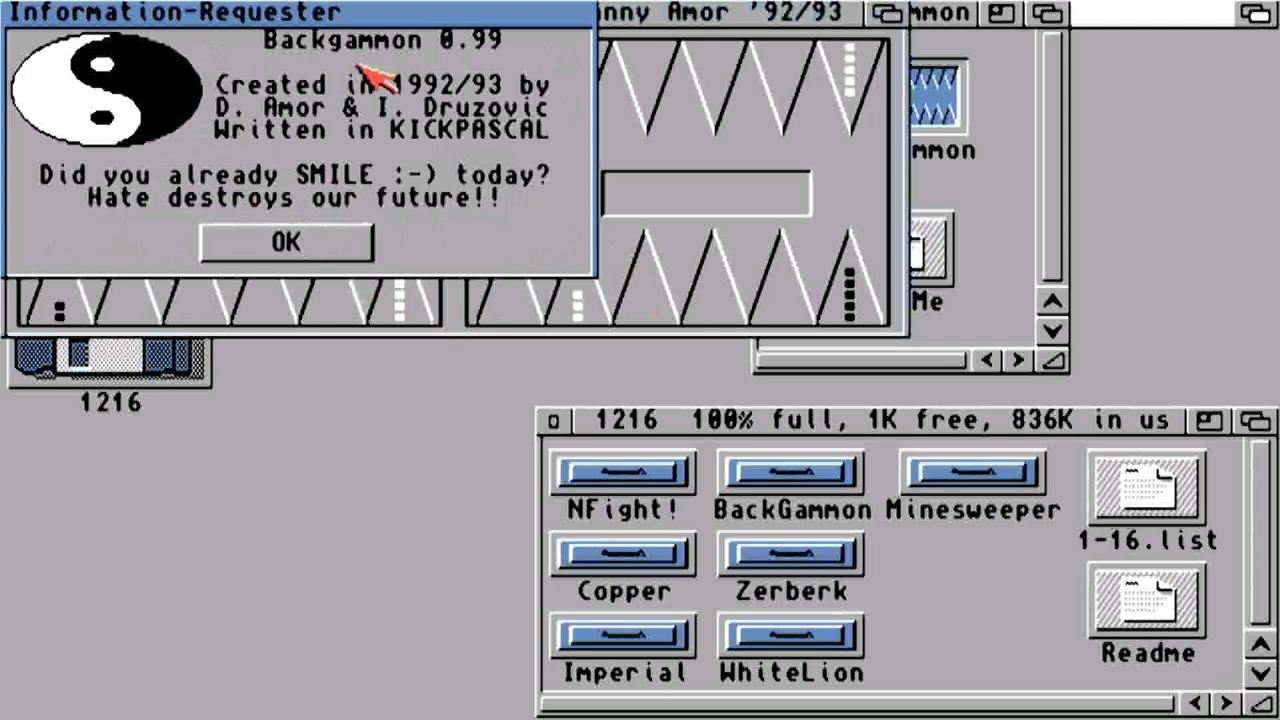 Information-Requester
nny Amor '92/93
mmon
Backgammon 0.99
Created in 1992/93 by
D. Amor & I. Druzovic
Written in KICKPASCAL
Did you already SMILE :-) today?
Hate destroys our future!!
OK
mmon
Me
1216
1216 100% full, 1K free, 836K in us
NFight!
BackGammon
Minesweeper
1-16.list
Copper
Zerberk
Readme
Imperial
WhiteLion